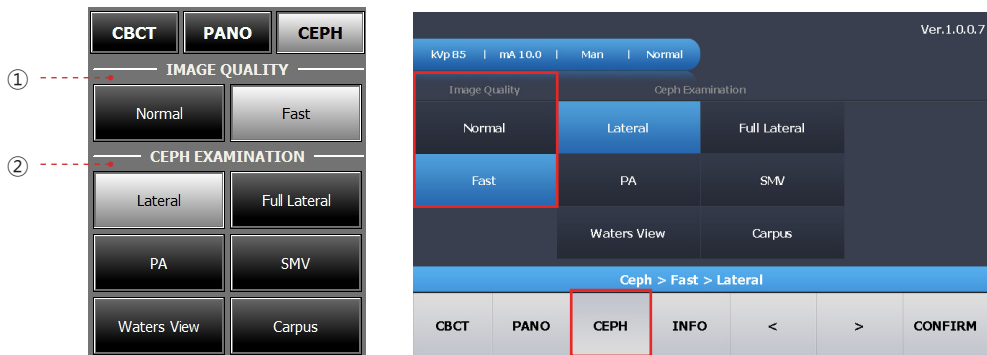 CBCT PANO CEPH
① IMAGE QUALITY
Normal Fast
② CEPH EXAMINATION
Lateral Full Lateral
PA SMV
Waters View Carpus
Ver.1.0.0.7
kVp 85 | mA 10.0 | Man | Normal
Image Quality Ceph Examination
Normal Lateral Full Lateral
Fast PA SMV
Waters View Carpus
Ceph > Fast > Lateral
CBCT PANO CEPH INFO < > CONFIRM